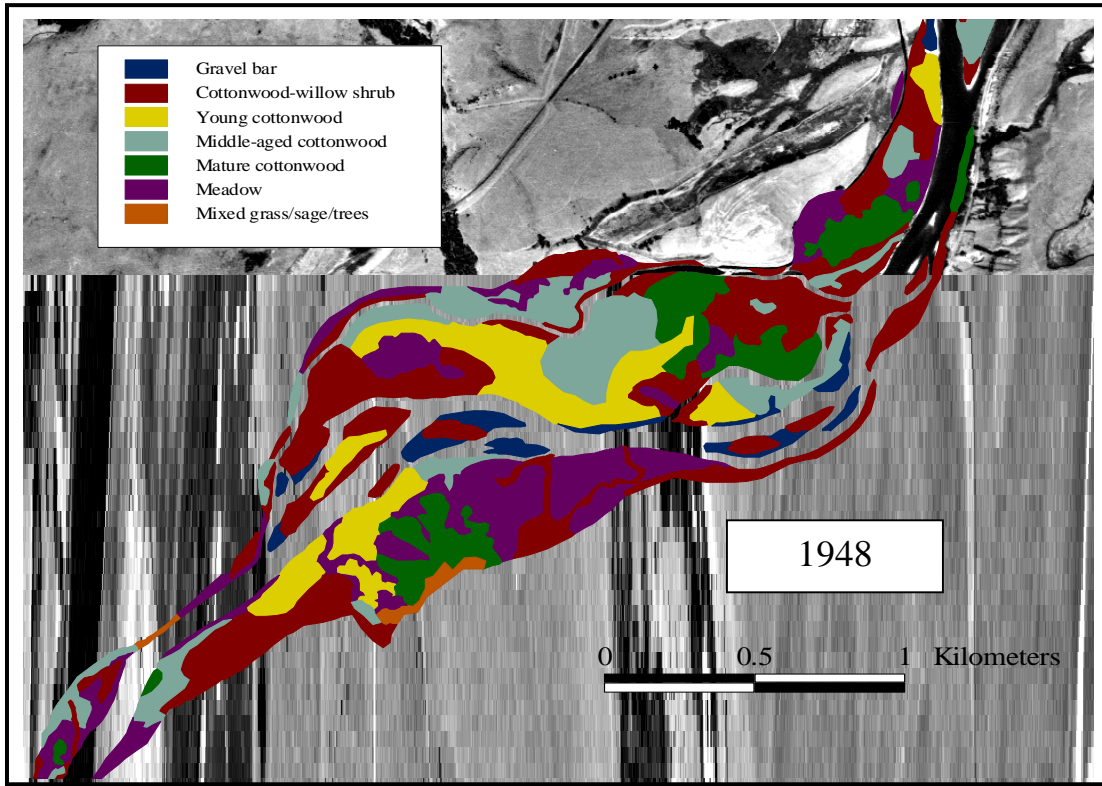 Gravel bar
Cottonwood-willow shrub
Young cottonwood
Middle-aged cottonwood
Mature cottonwood
Meadow
Mixed grass/sage/trees
1948
0 0.5 1 Kilometers